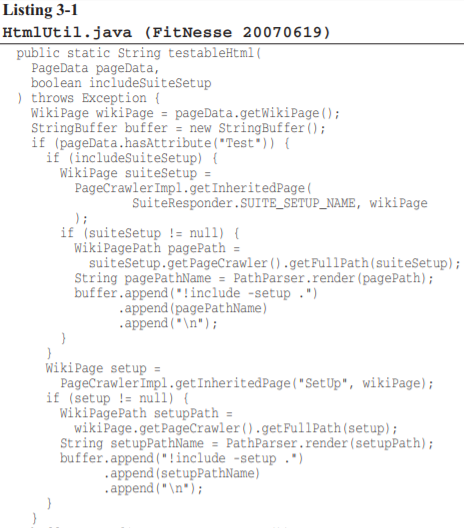 Listing 3-1
HtmlUtil.java (FitNesse 20070619)
public static String testableHtml(
PageData pageData,
boolean includeSuiteSetup
) throws Exception {
WikiPage wikiPage = pageData.getWikiPage();
StringBuffer buffer = new StringBuffer();
if (pageData.hasAttribute("Test")) {
if (includeSuiteSetup) {
WikiPage suiteSetup =
PageCrawlerImpl.getInheritedPage(
SuiteResponder.SUITE_SETUP_NAME, wikiPage
);
if (suiteSetup != null) {
WikiPagePath pagePath =
suiteSetup.getPageCrawler().getFullPath(suiteSetup);
String pagePathName = PathParser.render(pagePath);
buffer.append("!include -setup .")
.append(pagePathName)
.append("\n");
}
}
WikiPage setup =
PageCrawlerImpl.getInheritedPage("SetUp", wikiPage);
if (setup != null) {
WikiPagePath setupPath =
wikiPage.getPageCrawler().getFullPath(setup);
String setupPathName = PathParser.render(setupPath);
buffer.append("!include -setup .")
.append(setupPathName)
.append("\n");
}
}